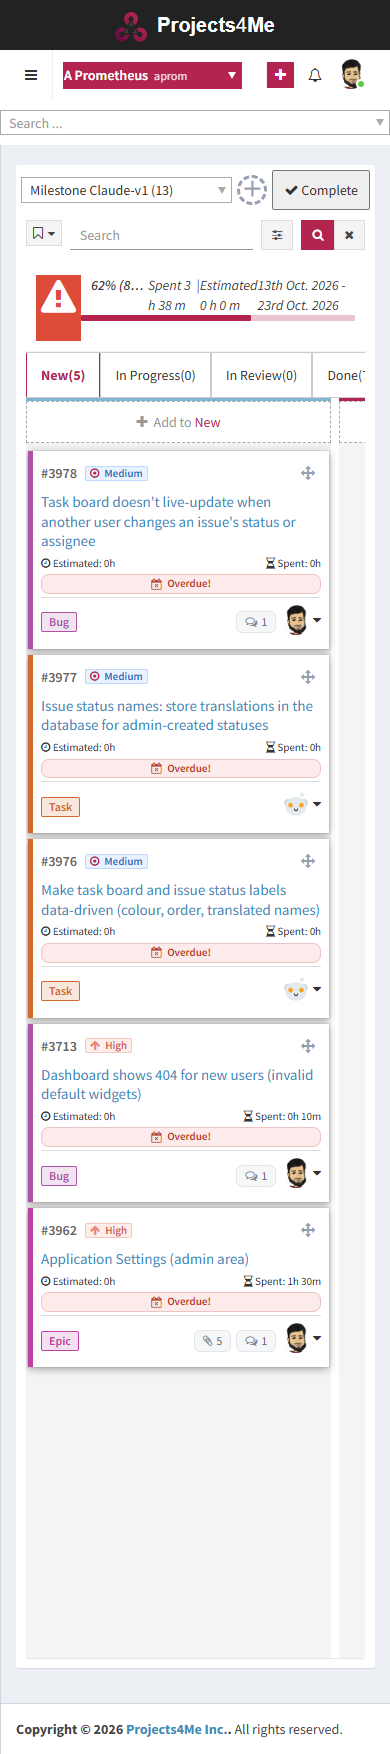 Projects4Me
A Prometheus aprom
Search ...
Milestone Claude-v1 (13)
Complete
Search
62% (8... Spent 3 h 38 m |Estimated 0 h 0 m 13th Oct. 2026 - 23rd Oct. 2026
New(5) In Progress(0) In Review(0) Done(
Add to New
#3978 Medium
Task board doesn't live-update when
another user changes an issue's status or
assignee
Estimated: 0h Spent: 0h
Overdue!
Bug 1
#3977 Medium
Issue status names: store translations in the
database for admin-created statuses
Estimated: 0h Spent: 0h
Overdue!
Task
#3976 Medium
Make task board and issue status labels
data-driven (colour, order, translated names)
Estimated: 0h Spent: 0h
Overdue!
Task
#3713 High
Dashboard shows 404 for new users (invalid
default widgets)
Estimated: 0h Spent: 0h 10m
Overdue!
Bug 1
#3962 High
Application Settings (admin area)
Estimated: 0h Spent: 1h 30m
Overdue!
Epic 5 1
Copyright © 2026 Projects4Me Inc.. All rights reserved.